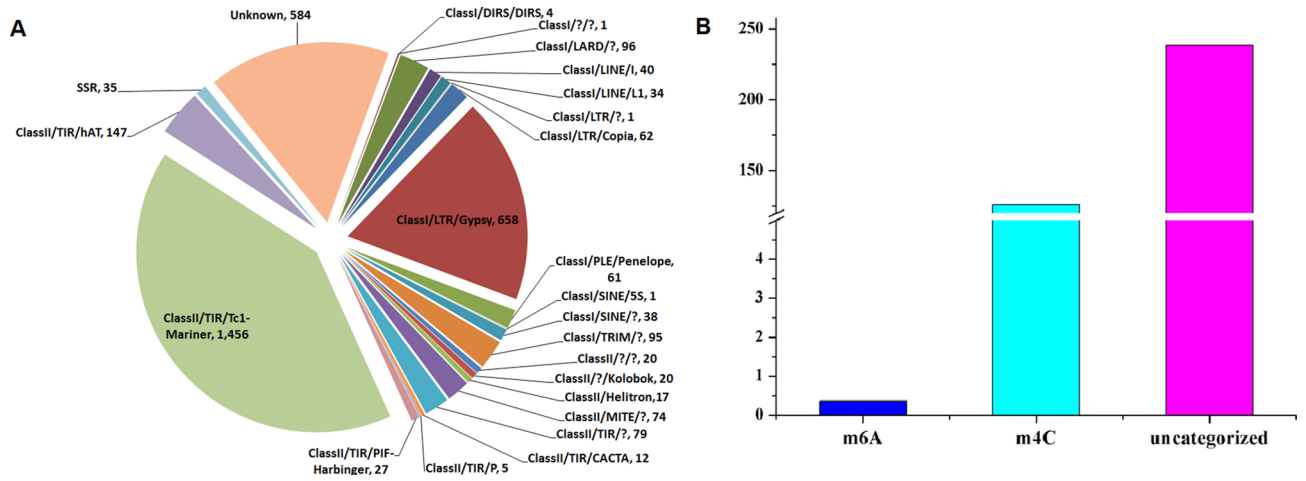 A
Unknown, 584
SSR, 35
ClassII/TIR/hAT, 147
ClassI/DIRS/DIRS, 4
ClassI/?/?, 1
ClassI/LARD/?, 96
ClassI/LINE/I, 40
ClassI/LINE/L1, 34
ClassI/LTR/?, 1
ClassI/LTR/Copia, 62
ClassI/LTR/Gypsy, 658
ClassI/PLE/Penelope,
61
ClassI/SINE/5S, 1
ClassI/SINE/?, 38
ClassI/TRIM/?, 95
ClassII/?/?, 20
ClassII/?/Kolobok, 20
ClassII/Helitron,17
ClassII/MITE/?, 74
ClassII/TIR/?, 79
ClassII/TIR/CACTA, 12
ClassII/TIR/P, 5
ClassII/TIR/PIF-
Harbinger, 27
ClassII/TIR/Tc1-
Mariner, 1,456
B
250
200
150
4
3
2
1
0
m6A
m4C
uncategorized